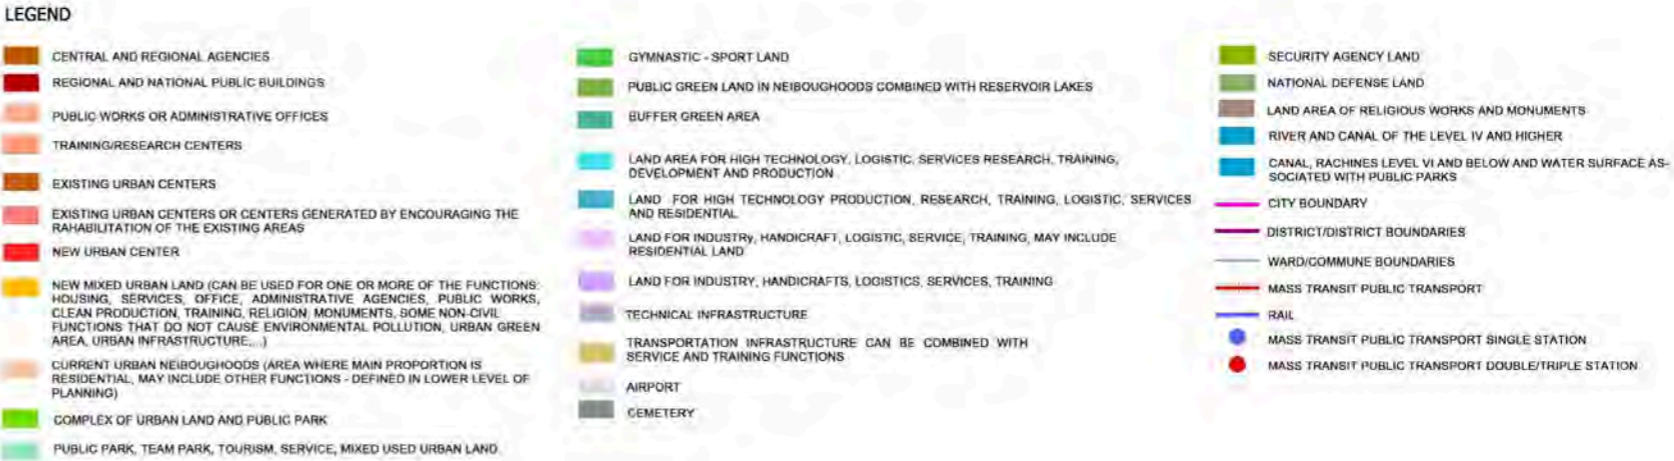 LEGEND
CENTRAL AND REGIONAL AGENCIES
REGIONAL AND NATIONAL PUBLIC BUILDINGS
PUBLIC WORKS OR ADMINISTRATIVE OFFICES
TRAINING/RESEARCH CENTERS
EXISTING URBAN CENTERS
EXISTING URBAN CENTERS OR CENTERS GENERATED BY ENCOURAGING THE
RAHABILITATION OF THE EXISTING AREAS
NEW URBAN CENTER
NEW MIXED URBAN LAND (CAN BE USED FOR ONE OR MORE OF THE FUNCTIONS:
HOUSING, SERVICES, OFFICE, ADMINISTRATIVE AGENCIES, PUBLIC WORKS,
CLEAN PRODUCTION, TRAINING, RELIGION, MONUMENTS, SOME NON-CIVIL
FUNCTIONS THAT DO NOT CAUSE ENVIRONMENTAL POLLUTION, URBAN GREEN
AREA, URBAN INFRASTRUCTURE,...)
CURRENT URBAN NEIBOUGHOODS (AREA WHERE MAIN PROPORTION IS
RESIDENTIAL, MAY INCLUDE OTHER FUNCTIONS - DEFINED IN LOWER LEVEL OF
PLANNING)
COMPLEX OF URBAN LAND AND PUBLIC PARK
PUBLIC PARK, TEAM PARK, TOURISM, SERVICE, MIXED USED URBAN LAND
GYMNASTIC - SPORT LAND
PUBLIC GREEN LAND IN NEIBOUGHOODS COMBINED WITH RESERVOIR LAKES
BUFFER GREEN AREA
LAND AREA FOR HIGH TECHNOLOGY, LOGISTIC, SERVICES RESEARCH, TRAINING,
DEVELOPMENT AND PRODUCTION
LAND FOR HIGH TECHNOLOGY PRODUCTION, RESEARCH, TRAINING, LOGISTIC, SERVICES
AND RESIDENTIAL
LAND FOR INDUSTRy, HANDICRAFT, LOGISTIC, SERVICE, TRAINING, MAY INCLUDE
RESIDENTIAL LAND
LAND FOR INDUSTRY, HANDICRAFTS, LOGISTICS, SERVICES, TRAINING
TECHNICAL INFRASTRUCTURE
TRANSPORTATION INFRASTRUCTURE CAN BE COMBINED WITH
SERVICE AND TRAINING FUNCTIONS
AIRPORT
CEMETERY
SECURITY AGENCY LAND
NATIONAL DEFENSE LAND
LAND AREA OF RELIGIOUS WORKS AND MONUMENTS
RIVER AND CANAL OF THE LEVEL IV AND HIGHER
CANAL, RACHINES LEVEL VI AND BELOW AND WATER SURFACE AS-
SOCIATED WITH PUBLIC PARKS
CITY BOUNDARY
DISTRICT/DISTRICT BOUNDARIES
WARD/COMMUNE BOUNDARIES
MASS TRANSIT PUBLIC TRANSPORT
RAIL
MASS TRANSIT PUBLIC TRANSPORT SINGLE STATION
MASS TRANSIT PUBLIC TRANSPORT DOUBLE/TRIPLE STATION